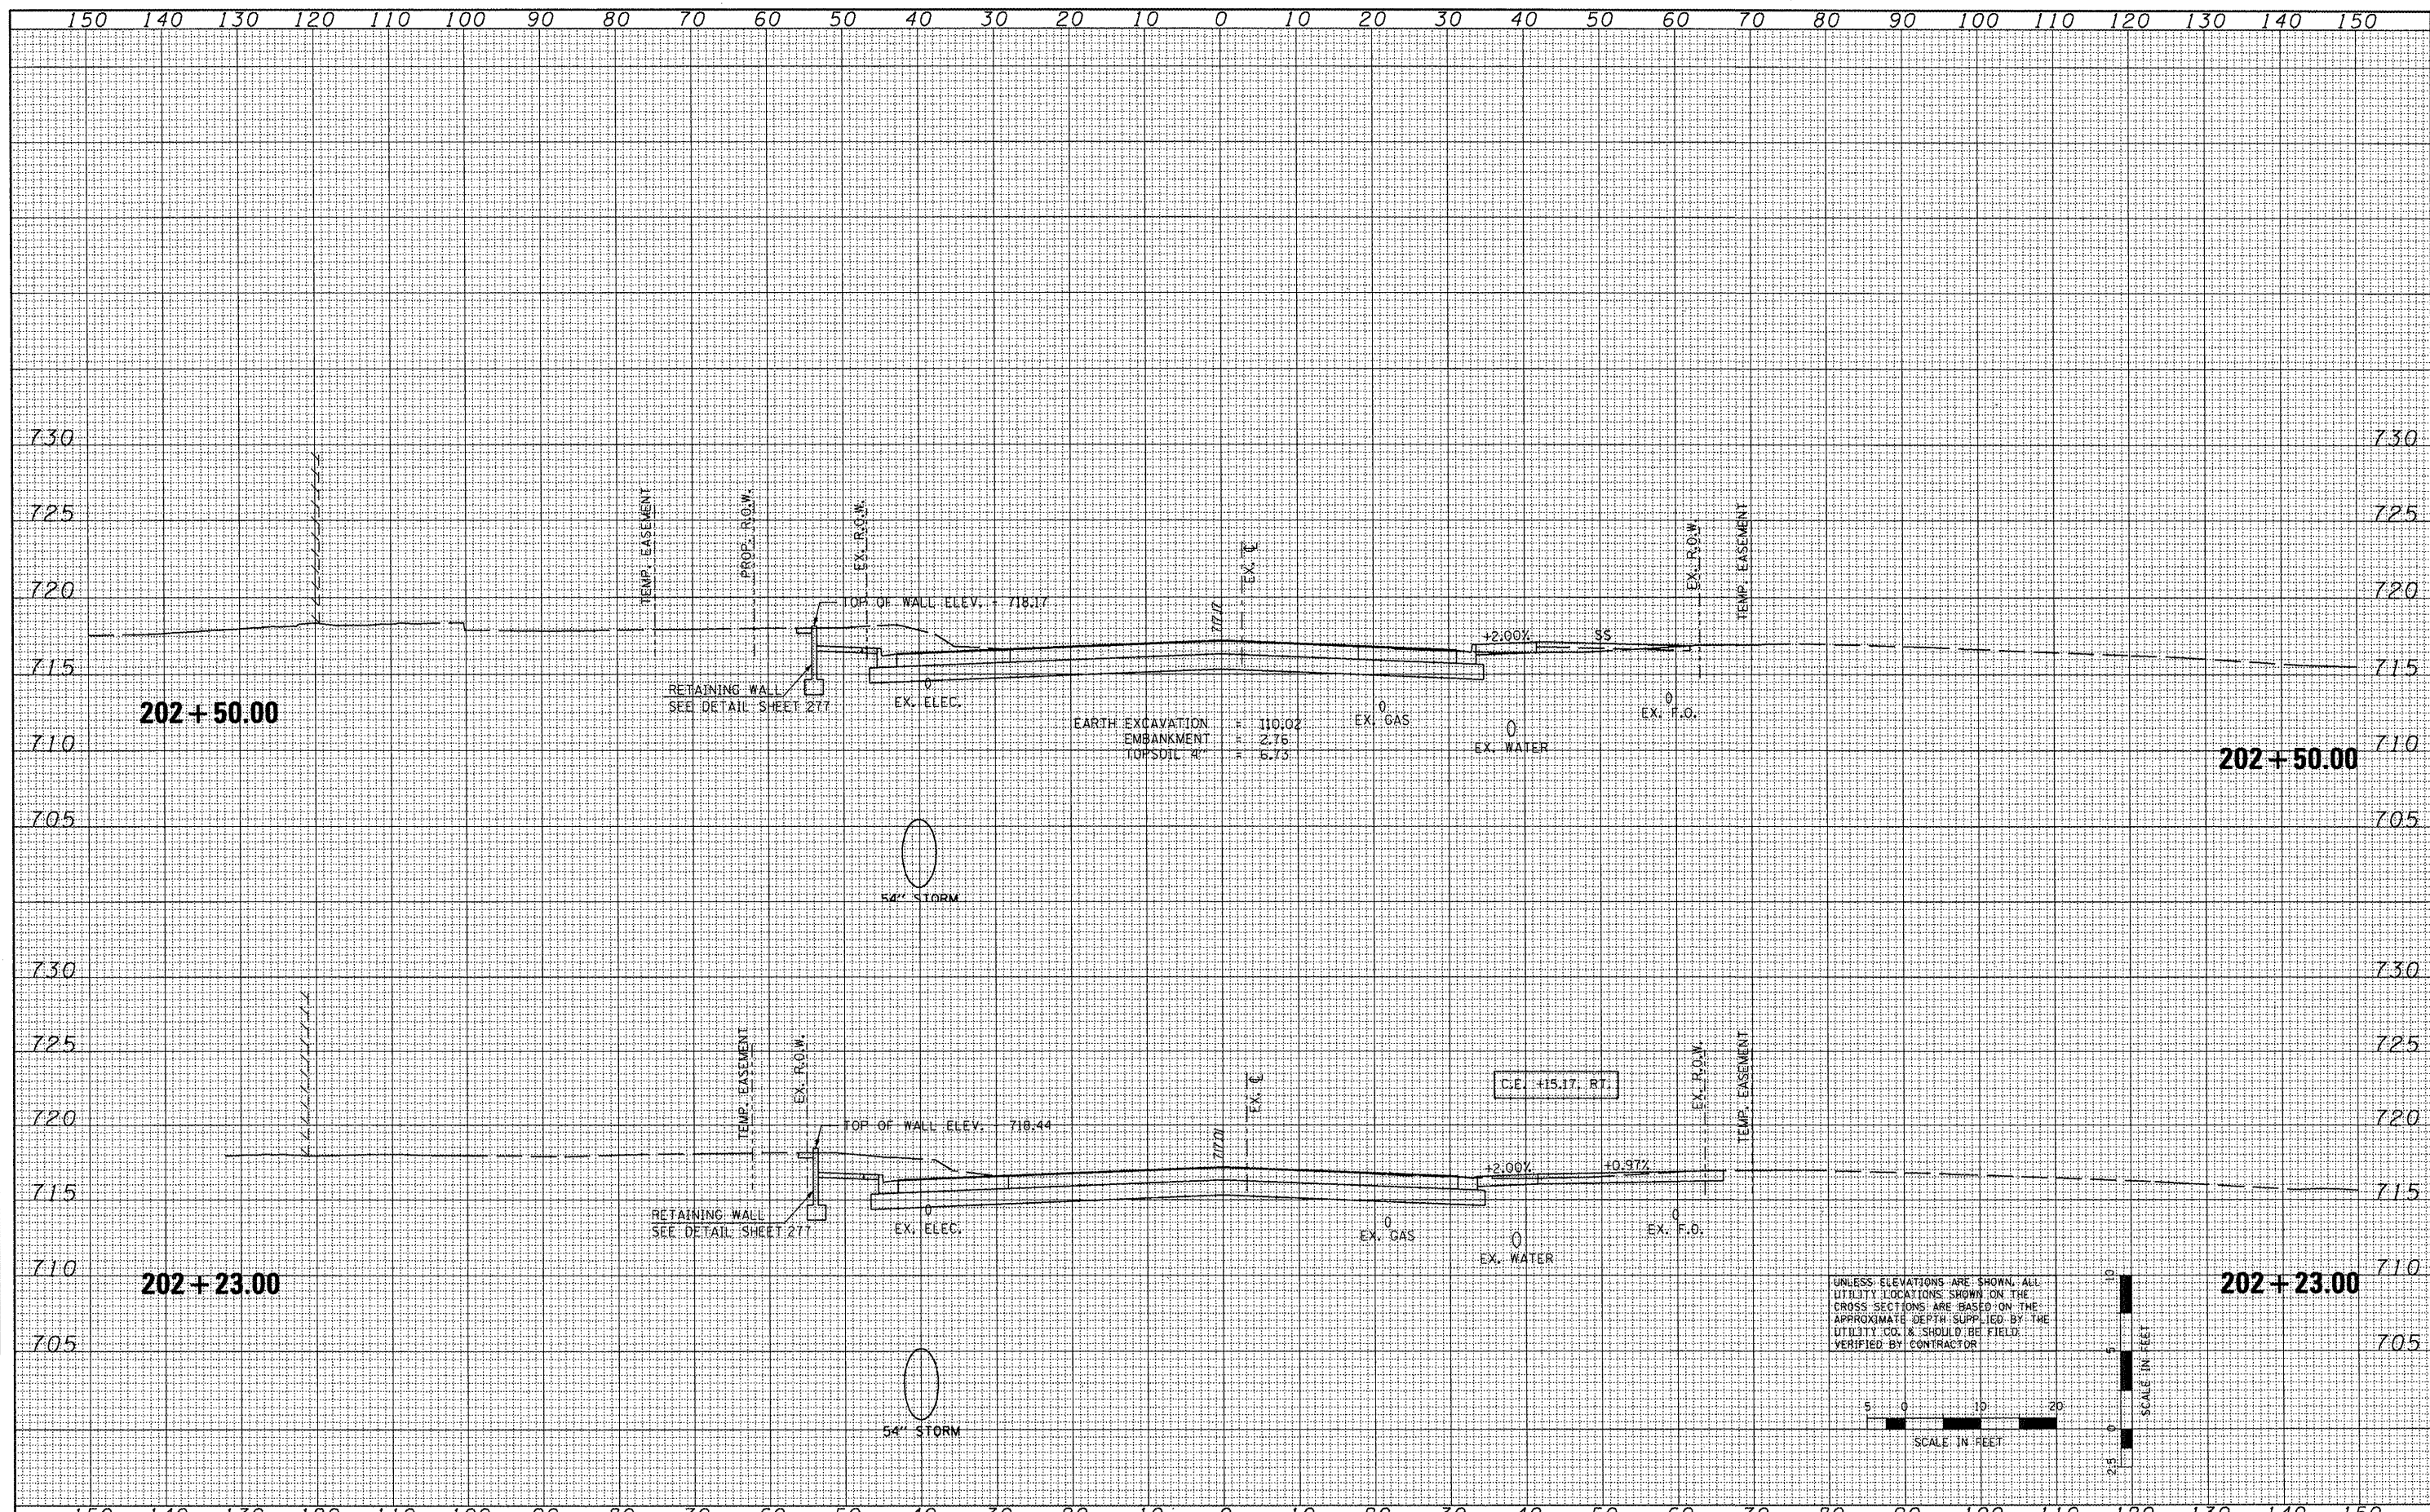 150 140 130 120 110 100 90 80 70 60 50 40 30 20 10 0 10 20 30 40 50 60 70 80 90 100 110 120 130 140 150
730 730
725 725
TEMP. EASEMENT
PROP. R.O.W.
EX. R.O.W.
EX. ℄
EX. R.O.W.
TEMP. EASEMENT
720 720
TOP OF WALL ELEV. - 718.17
717.17
+2.00%
SS
715 715
RETAINING WALL
SEE DETAIL SHEET 277
EX. ELEC.
EX. GAS
EX. WATER
EX. F.O.
202+50.00
EARTH EXCAVATION = 110.02
EMBANKMENT = 2.76
TOPSOIL 4" = 6.73
710 710
202+50.00
705 705
54" STORM
730 730
725 725
TEMP. EASEMENT
EX. R.O.W.
EX. ℄
C.E. +15.17, RT.
EX. R.O.W.
TEMP. EASEMENT
720 720
TOP OF WALL ELEV. - 718.44
717.01
+2.00%
+0.97%
715 715
RETAINING WALL
SEE DETAIL SHEET 277
EX. ELEC.
EX. GAS
EX. WATER
EX. F.O.
710 710
202+23.00
202+23.00
UNLESS ELEVATIONS ARE SHOWN, ALL
UTILITY LOCATIONS SHOWN ON THE
CROSS SECTIONS ARE BASED ON THE
APPROXIMATE DEPTH SUPPLIED BY THE
UTILITY CO. & SHOULD BE FIELD
VERIFIED BY CONTRACTOR
705 705
54" STORM
5 0 10 20
SCALE IN FEET
10
5
0
2.5
SCALE IN FEET
150 140 130 120 110 100 90 80 70 60 50 40 30 20 10 0 10 20 30 40 50 60 70 80 90 100 110 120 130 140 150